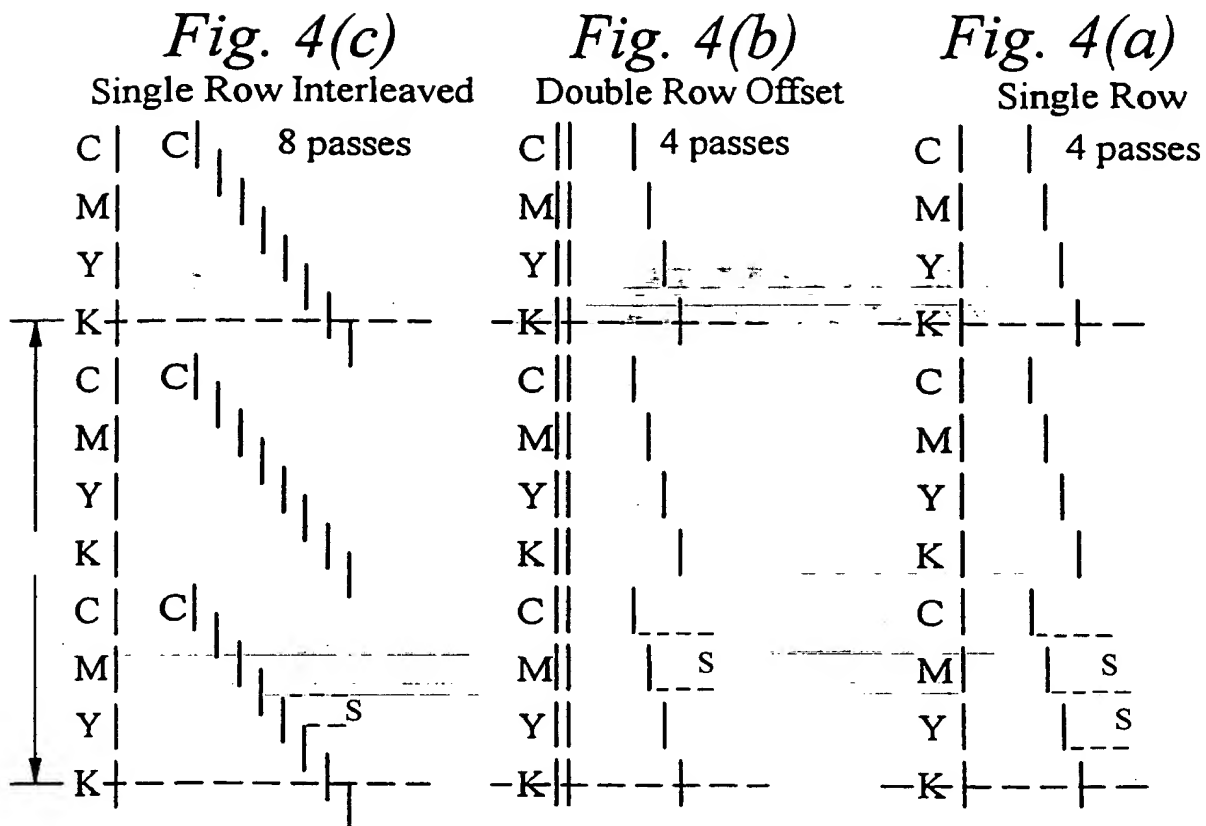 Fig. 4(c) Fig. 4(b) Fig. 4(a)
Single Row Interleaved Double Row Offset Single Row
C C 8 passes C 4 passes C 4 passes
M M M
Y Y Y
K K K
C C C C
M M M
Y Y Y
K K K
C C C C
M M S M S
Y S Y Y S
K K K